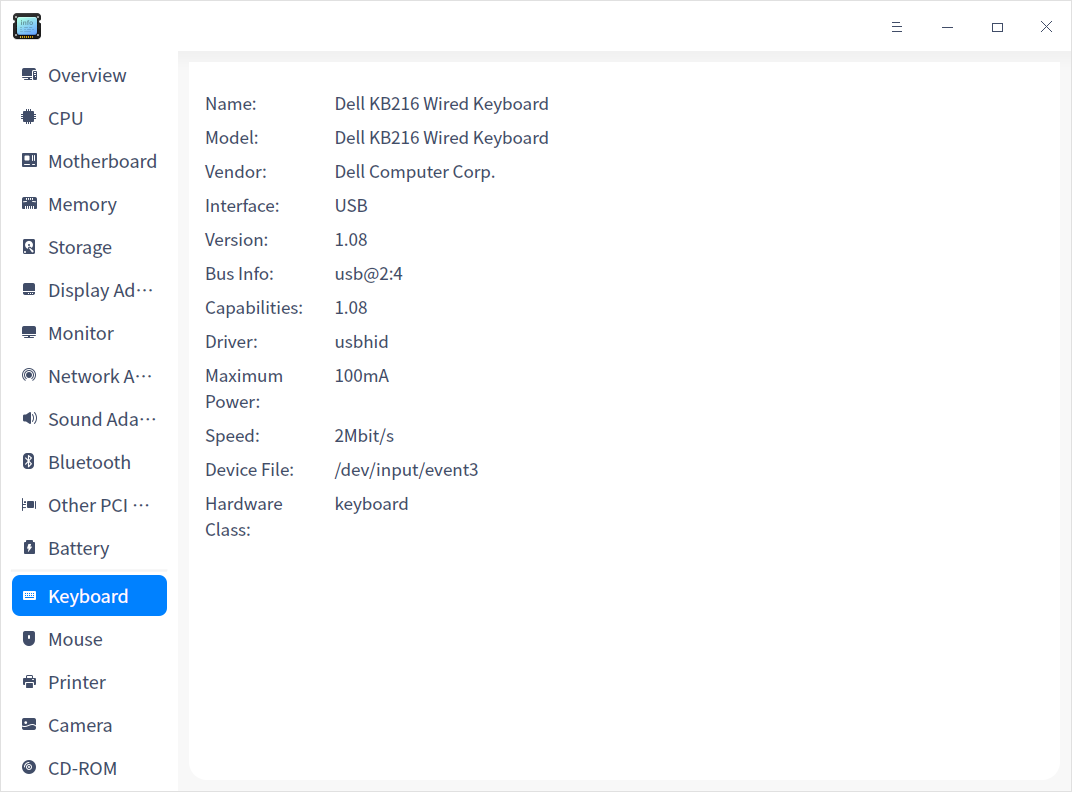 info
Overview
CPU
Motherboard
Memory
Storage
Display Ad···
Monitor
Network A···
Sound Ada···
Bluetooth
Other PCI ···
Battery
Keyboard
Mouse
Printer
Camera
CD-ROM
Name: Dell KB216 Wired Keyboard
Model: Dell KB216 Wired Keyboard
Vendor: Dell Computer Corp.
Interface: USB
Version: 1.08
Bus Info: usb@2:4
Capabilities: 1.08
Driver: usbhid
Maximum 100mA
Power:
Speed: 2Mbit/s
Device File: /dev/input/event3
Hardware keyboard
Class: